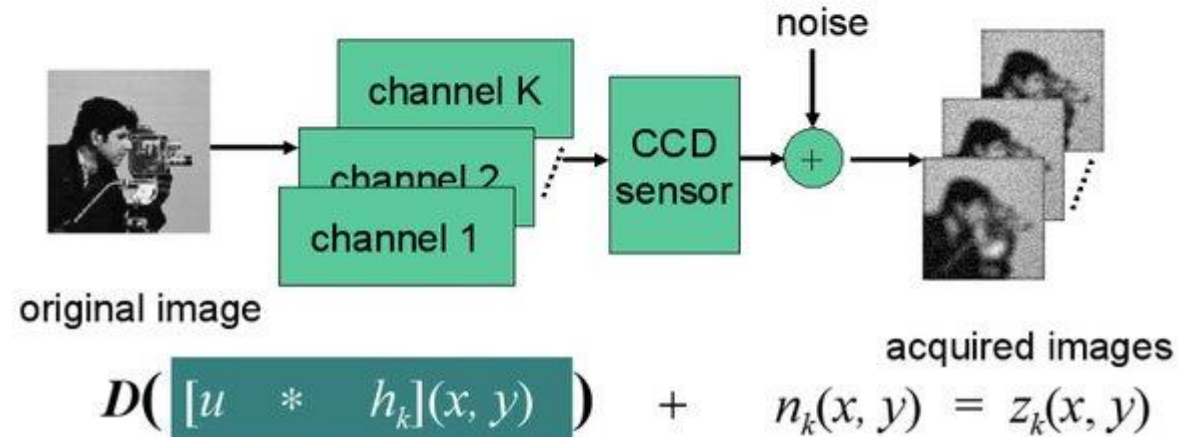 noise
channel K
channel 2
channel 1
CCD
sensor
+
original image
acquired images
D( [u * h_k](x, y) ) + n_k(x, y) = z_k(x, y)